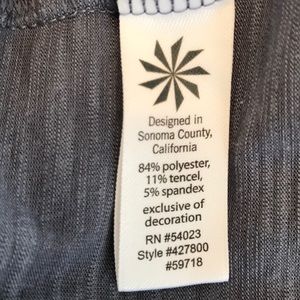 Designed in
Sonoma County,
California
84% polyester,
11% tencel,
5% spandex
exclusive of
decoration
RN #54023
Style #427800
#59718